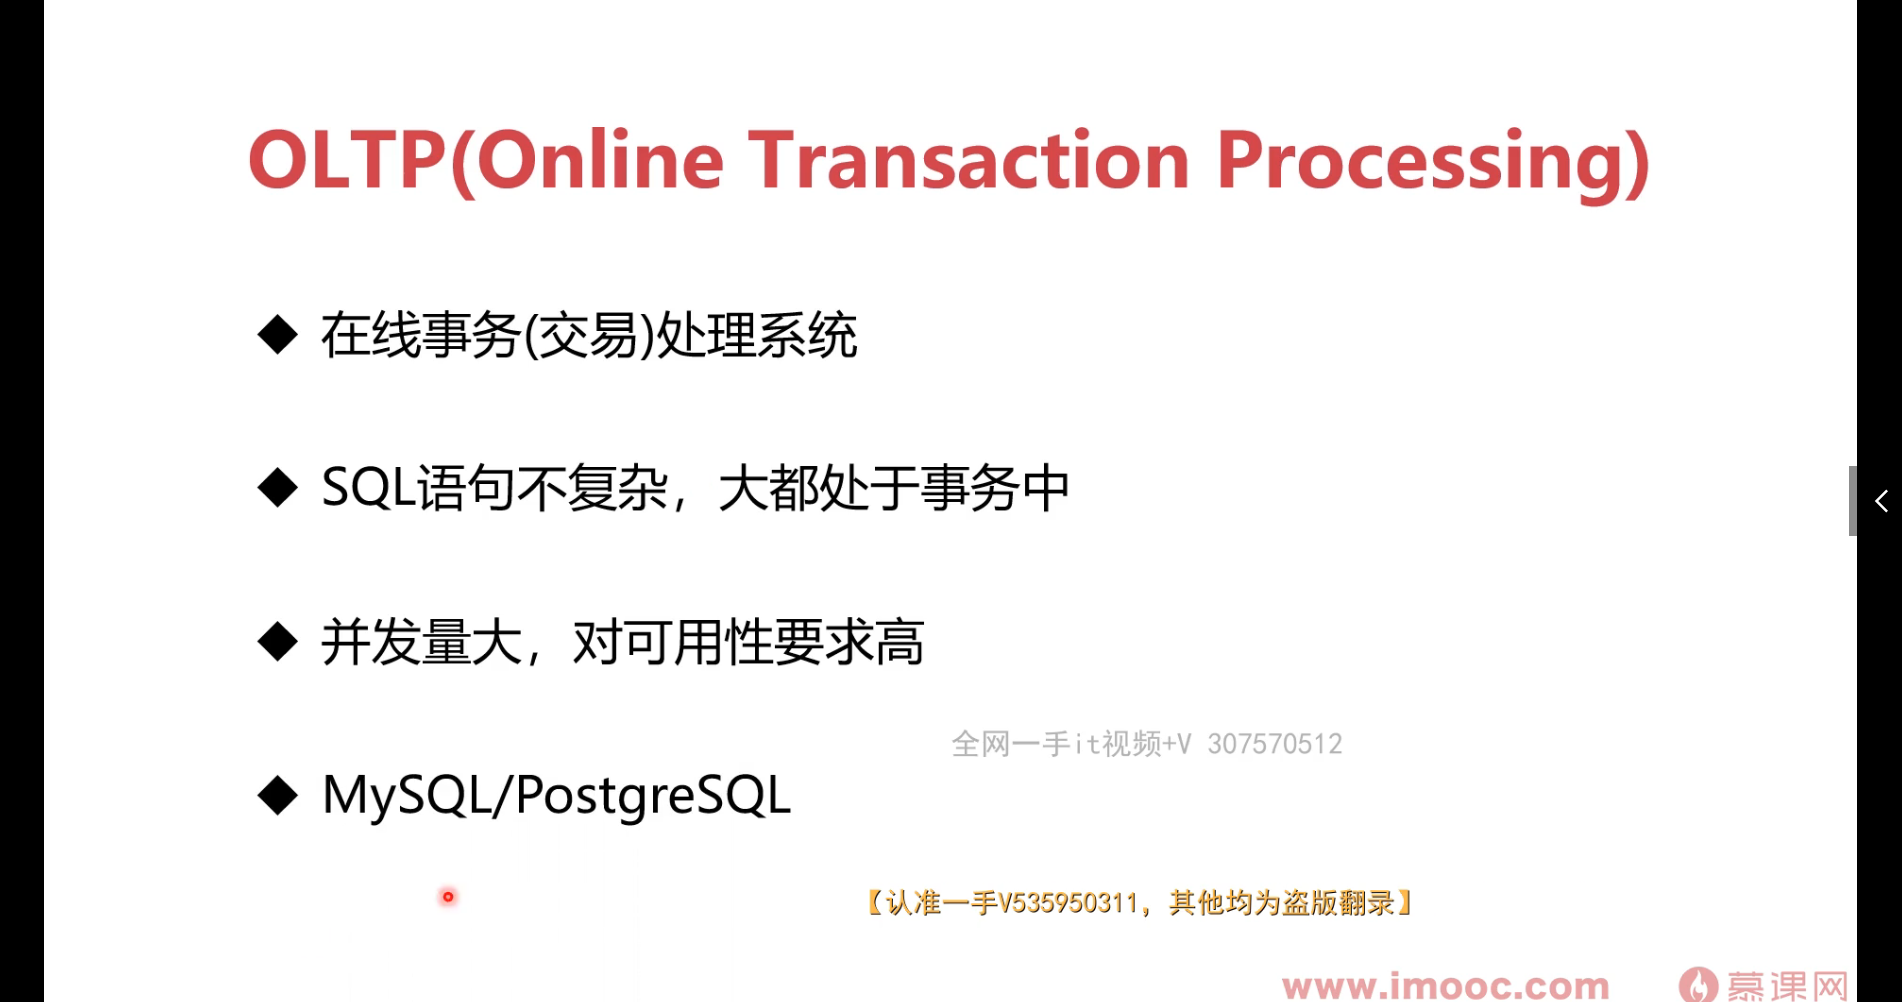 OLTP(Online Transaction Processing)
在线事务(交易)处理系统
SQL语句不复杂，大都处于事务中
并发量大，对可用性要求高
全网一手it视频+V 307570512
MySQL/PostgreSQL
【认准一手V535950311，其他均为盗版翻录】
www.imooc.com 慕课网